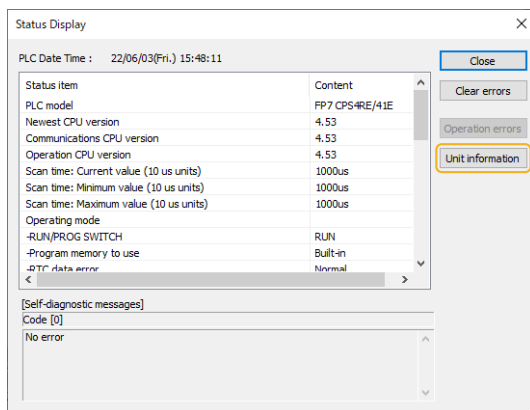 Status Display
PLC Date Time : 22/06/03(Fri.) 15:48:11
Close
Clear errors
Operation errors
Unit information
Status item Content
PLC model FP7 CPS4RE/41E
Newest CPU version 4.53
Communications CPU version 4.53
Operation CPU version 4.53
Scan time: Current value (10 us units) 1000us
Scan time: Minimum value (10 us units) 1000us
Scan time: Maximum value (10 us units) 1000us
Operating mode
-RUN/PROG SWITCH RUN
-Program memory to use Built-in
-RTC data error Normal
[Self-diagnostic messages]
Code [0]
No error